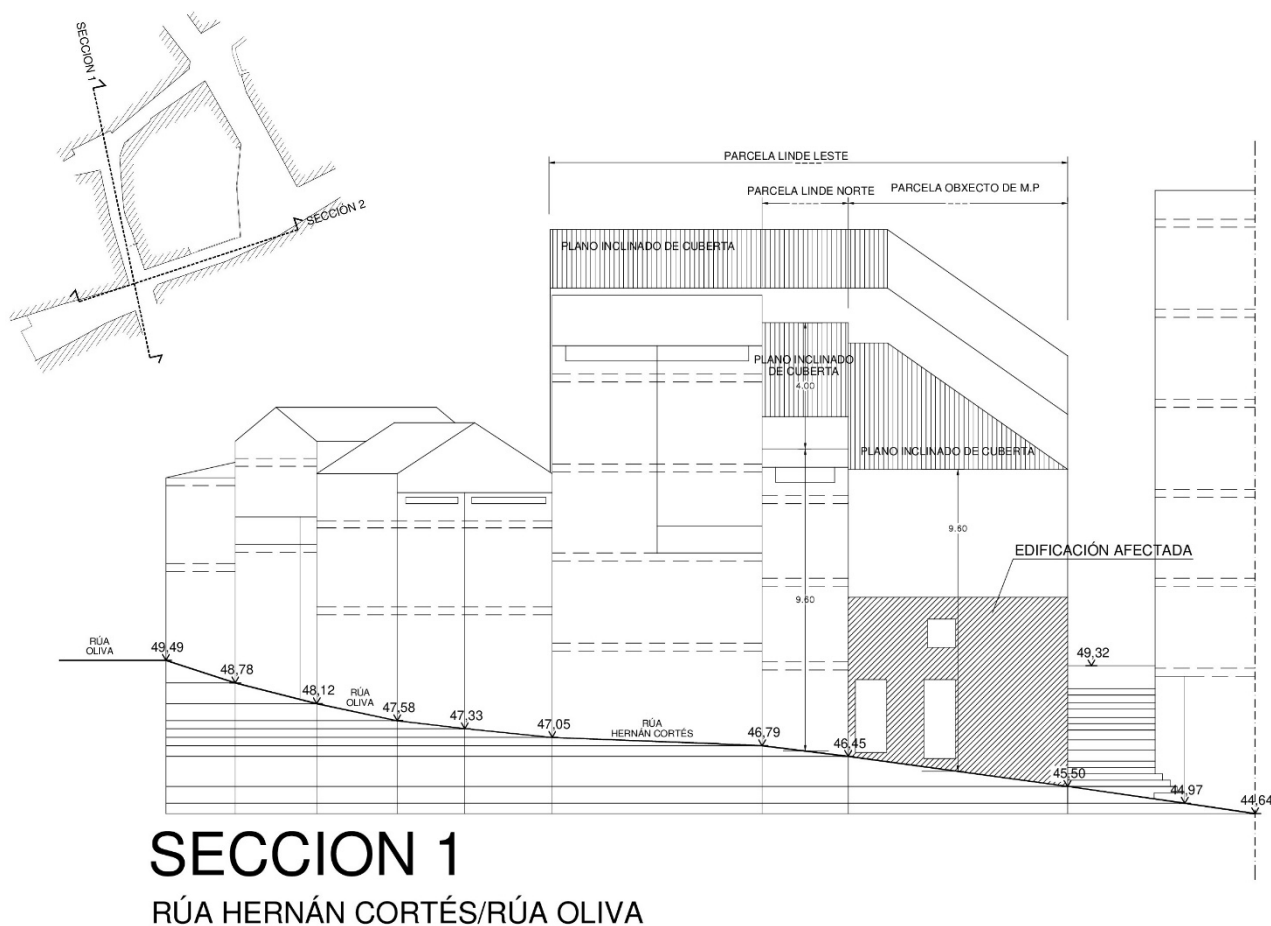 SECCION 1
SECCIÓN 2
PARCELA LINDE LESTE
PARCELA LINDE NORTE
PARCELA OBXECTO DE M.P
PLANO INCLINADO DE CUBERTA
PLANO INCLINADO
DE CUBERTA
4.00
PLANO INCLINADO DE CUBERTA
9.60
9.60
EDIFICACIÓN AFECTADA
RÚA
OLIVA
49,49
48,78
48,12
RÚA
OLIVA
47,58
47,33
47,05
RÚA
HERNÁN CORTÉS
46,79
46,45
45,50
49,32
44,97
44,64
SECCION 1
RÚA HERNÁN CORTÉS/RÚA OLIVA